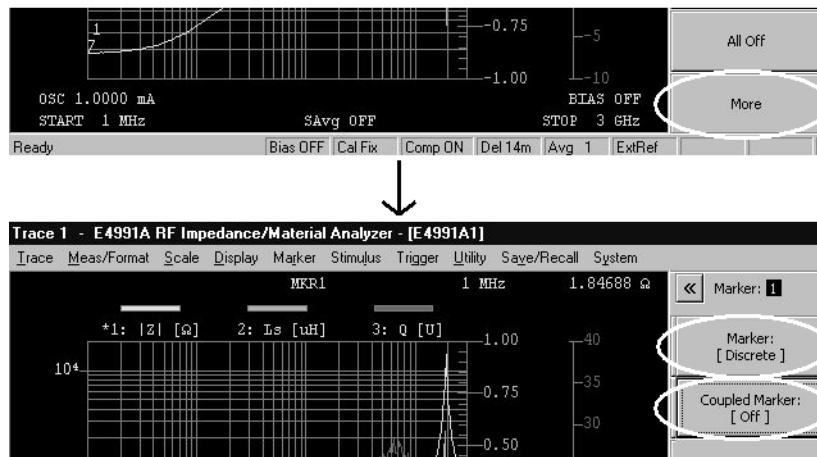 1
-0.75
-5
All Off
-1.00
-10
OSC 1.0000 mA
BIAS OFF
More
START 1 MHz
SAvg OFF
STOP 3 GHz
Ready
Bias OFF
Cal Fix
Comp ON
Del 14m
Avg 1
ExtRef
Trace 1 - E4991A RF Impedance/Material Analyzer - [E4991A1]
Trace Meas/Format Scale Display Marker Stimulus Trigger Utility Save/Recall System
MKR1 1 MHz 1.84688 Ω
« Marker: 1
*1: |Z| [Ω] 2: Ls [uH] 3: Q [U]
1.00
40
Marker:
[ Discrete ]
10⁴
-0.75
-35
Coupled Marker:
[ Off ]
-30
-0.50